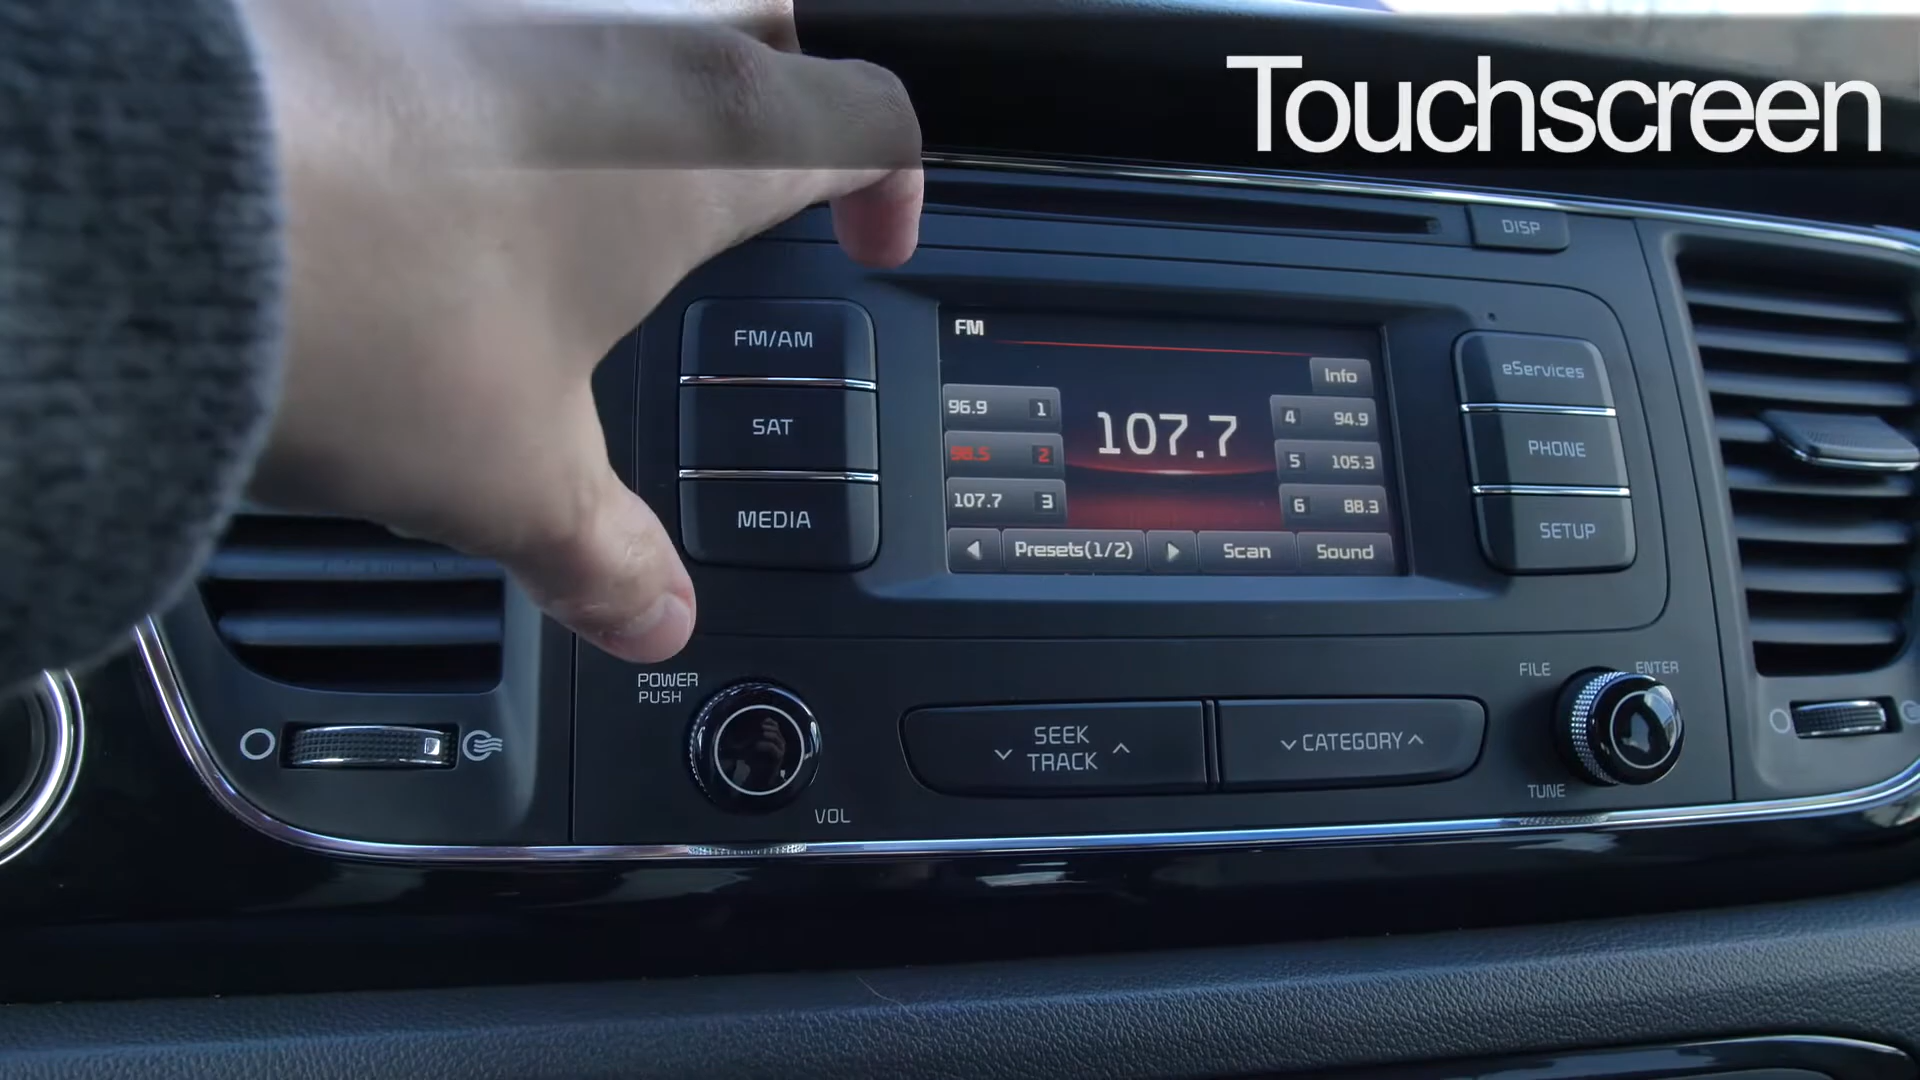 Touchscreen
DISP
FM/AM
SAT
MEDIA
FM
Info
96.9 1
98.5 2
107.7 3
107.7
4 94.9
5 105.3
6 88.3
Presets(1/2)
Scan
Sound
eServices
PHONE
SETUP
POWER
PUSH
VOL
SEEK
TRACK
CATEGORY
FILE
ENTER
TUNE